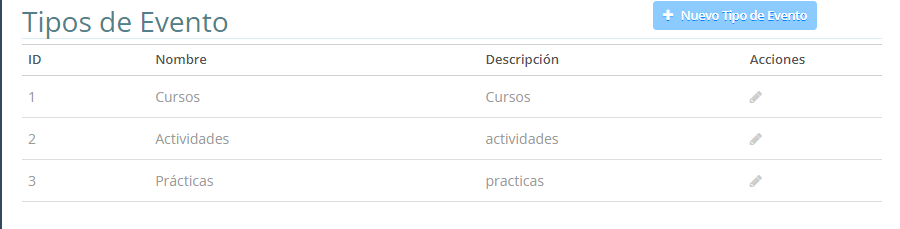 Tipos de Evento
Nuevo Tipo de Evento
ID Nombre Descripción Acciones
1 Cursos Cursos
2 Actividades actividades
3 Prácticas practicas